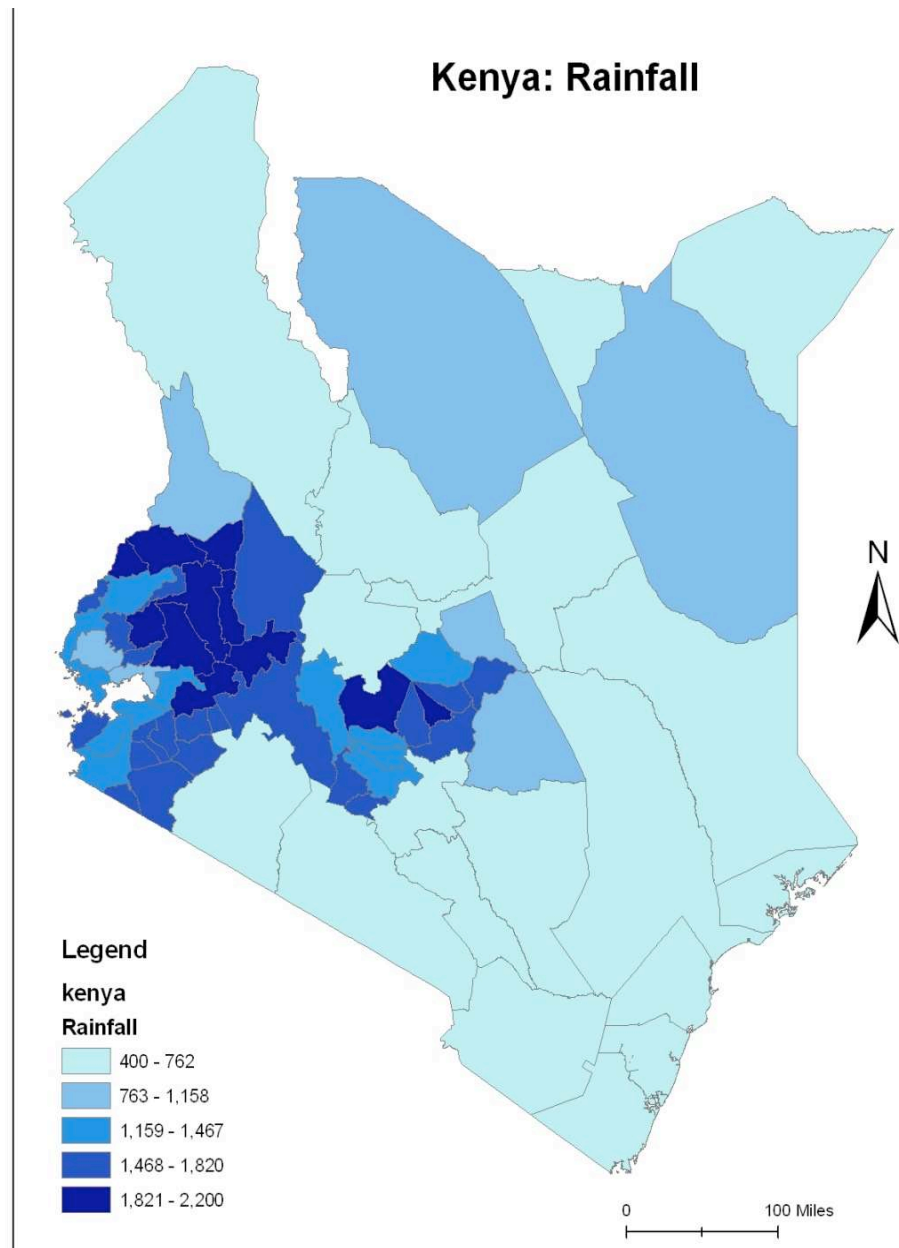 Kenya: Rainfall
N
Legend
kenya
Rainfall
400 - 762
763 - 1,158
1,159 - 1,467
1,468 - 1,820
1,821 - 2,200
0 100 Miles